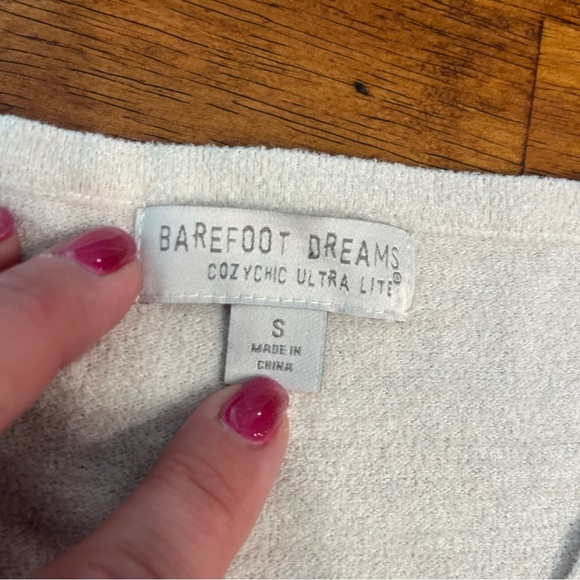 BAREFOOT DREAMS
COZYCHIC ULTRA LITE®
S
MADE IN
CHINA